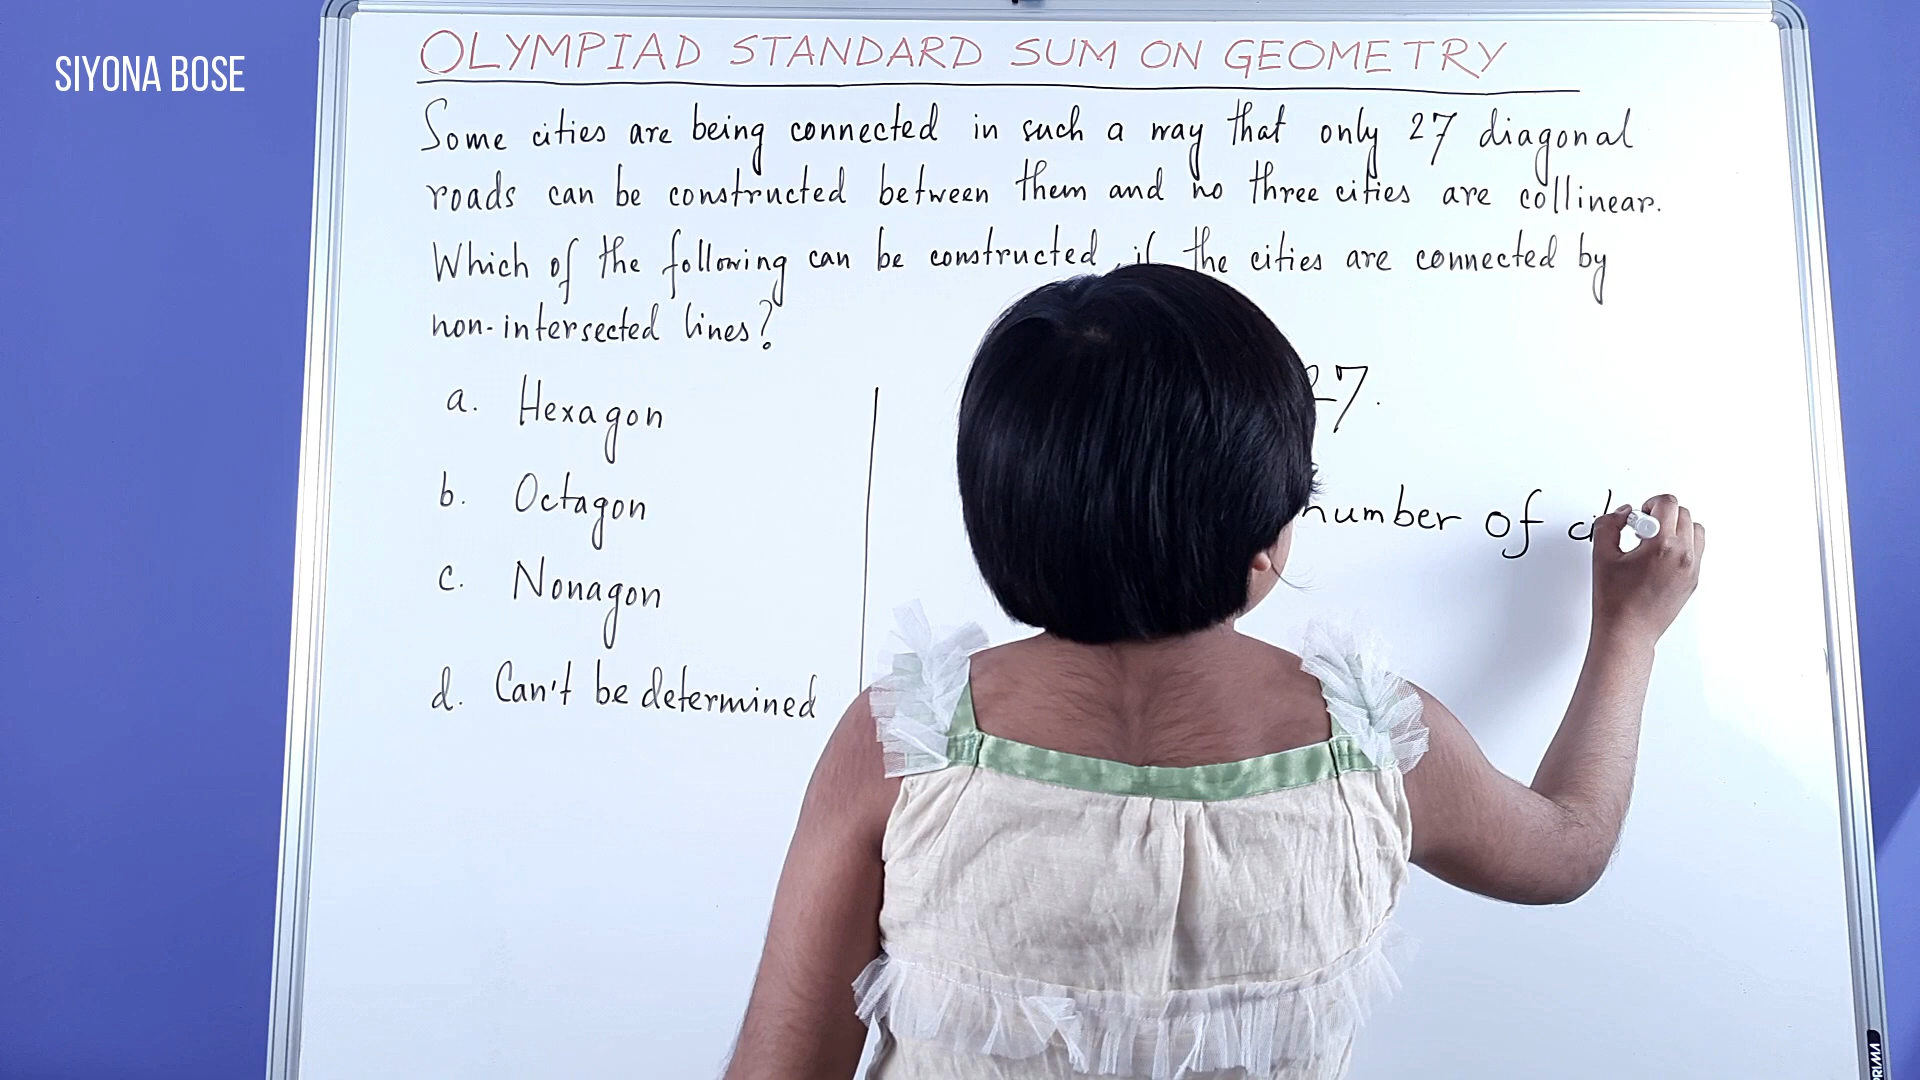 SIYONA BOSE
OLYMPIAD STANDARD SUM ON GEOMETRY
Some cities are being connected in such a way that only 27 diagonal
roads can be constructed between them and no three cities are collinear.
Which of the following can be constructed, if the cities are connected by
non-intersected lines?
a. Hexagon
b. Octagon
c. Nonagon
d. Can't be determined
27.
number of